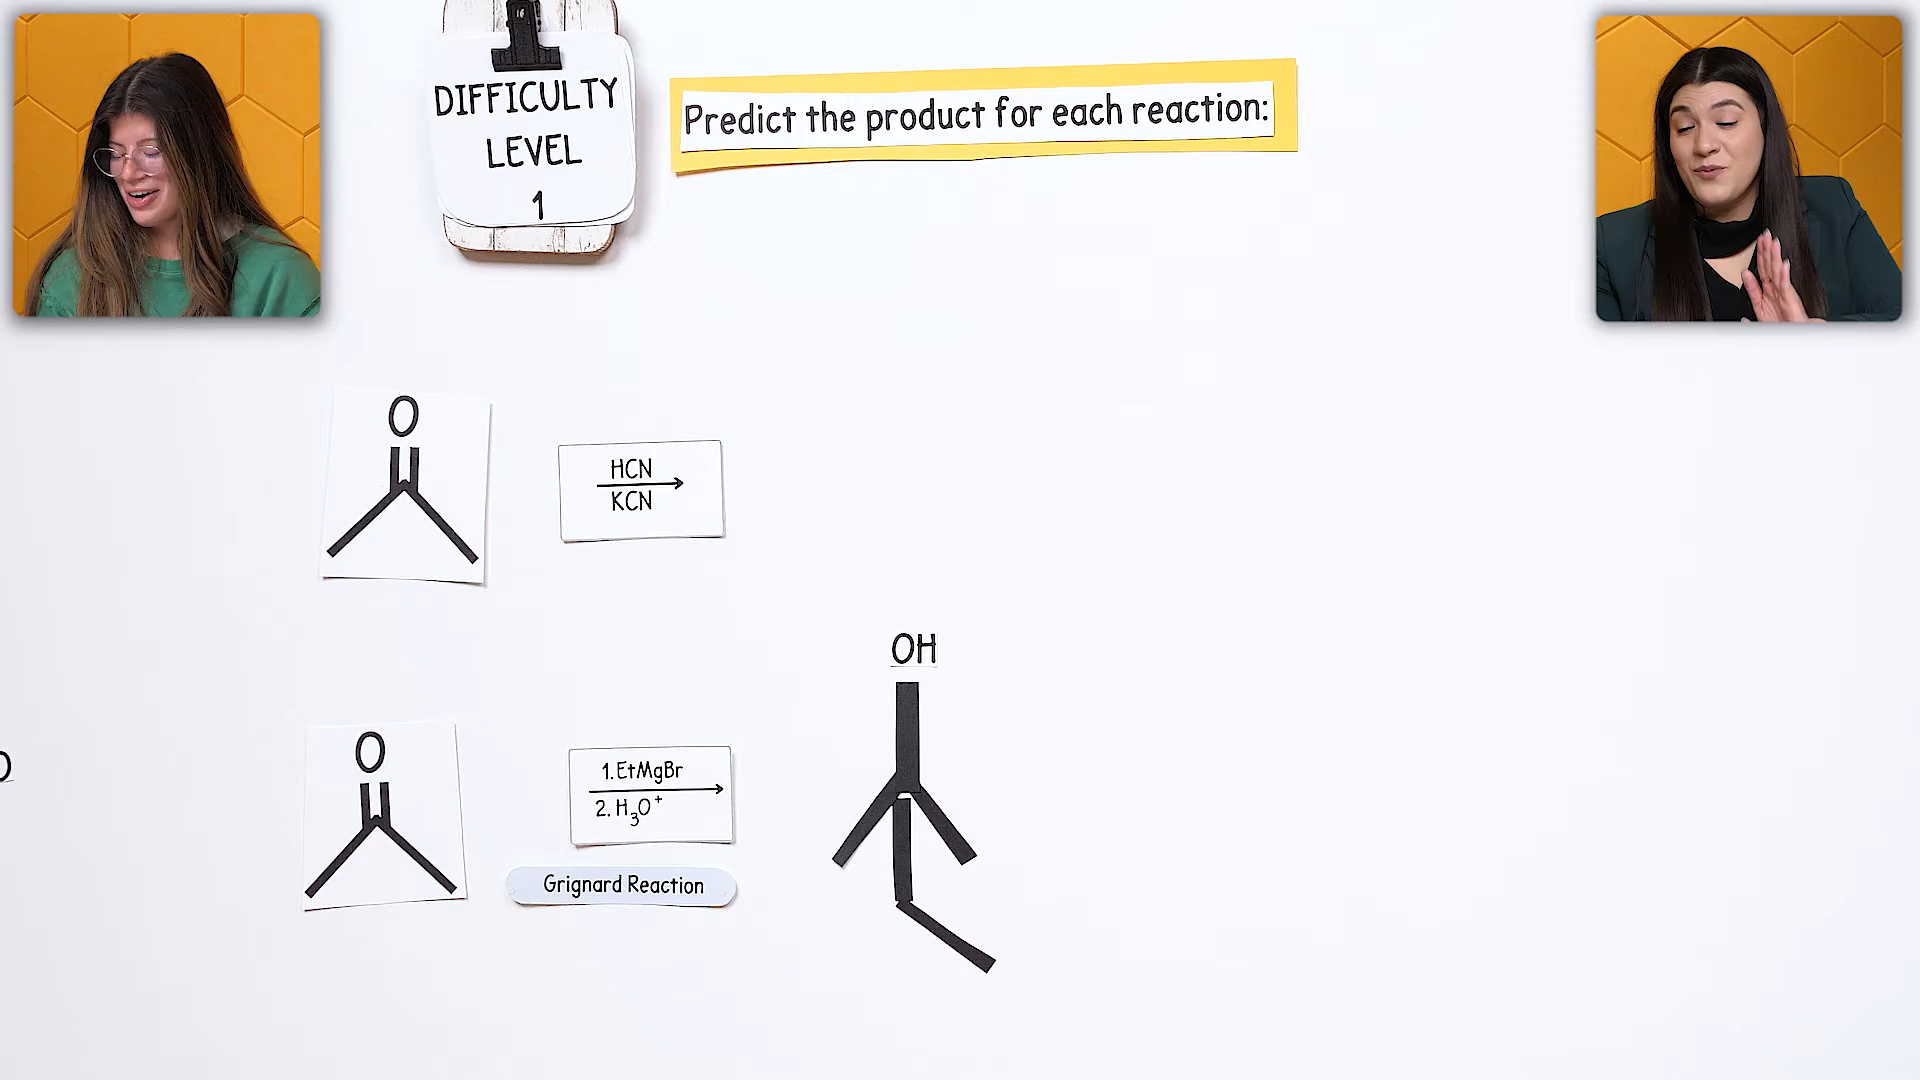 DIFFICULTY
LEVEL
1
Predict the product for each reaction:
O
HCN
KCN
OH
O
1. EtMgBr
2. H₃O⁺
Grignard Reaction